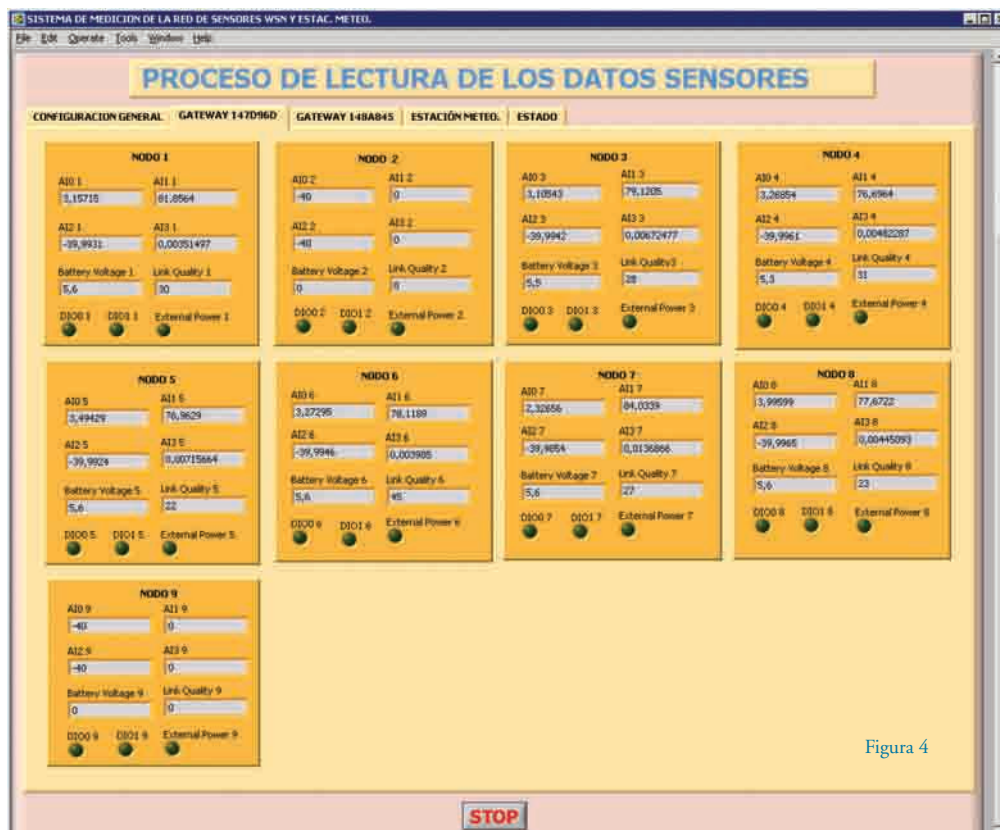 SISTEMA DE MEDICION DE LA RED DE SENSORES WSN Y ESTAC. METEO.
File Edit Operate Tools Window Help
PROCESO DE LECTURA DE LOS DATOS SENSORES
CONFIGURACION GENERAL GATEWAY 147D96D GATEWAY 148A845 ESTACIÓN METEO. ESTADO
NODO 1
AI0 1 AI1 1
3,15715 81,8564
AI2 1 AI3 1
-39,9931 0,00351497
Battery Voltage 1 Link Quality 1
5,6 30
DIO0 1 DIO1 1 External Power 1
NODO 2
AI0 2 AI1 2
-40 0
AI2 2 AI3 2
-40 0
Battery Voltage 2 Link Quality 2
0
DIO0 2 DIO1 2 External Power 2
NODO 3
AI0 3 AI1 3
3,10543 79,1205
AI2 3 AI3 3
-39,9942 0,00672477
Battery Voltage 3 Link Quality3
5,5 28
DIO0 3 DIO1 3 External Power 3
NODO 4
AI0 4 AI1 4
3,26854 76,6964
AI2 4 AI3 4
-39,9961 0,00482287
Battery Voltage 4 Link Quality 4
5,3 31
DIO0 4 DIO1 4 External Power 4
NODO 5
AI0 5 AI1 5
3,49429 76,9629
AI2 5 AI3 5
-39,9924 0,00715664
Battery Voltage 5 Link Quality 5
5,6 22
DIO0 5 DIO1 5 External Power 5
NODO 6
AI0 6 AI1 6
3,27295 78,1189
AI2 6 AI3 6
-39,9946 0,003985
Battery Voltage 6 Link Quality 6
5,6 45
DIO0 6 DIO1 6 External Power 6
NODO 7
AI0 7 AI1 7
2,32656 84,0339
AI2 7 AI3 7
-39,9854 0,0136866
Battery Voltage 7 Link Quality 7
5,6 27
DIO0 7 DIO1 7 External Power 7
NODO 8
AI0 8 AI1 8
3,99599 77,6722
AI2 8 AI3 8
-39,9965 0,00445093
Battery Voltage 8 Link Quality 8
5,6 23
DIO0 8 DIO1 8 External Power 8
NODO 9
AI0 9 AI1 9
-40 0
AI2 9 AI3 9
-40 0
Battery Voltage 9 Link Quality 9
0 0
DIO0 9 DIO1 9 External Power 9
Figura 4
STOP